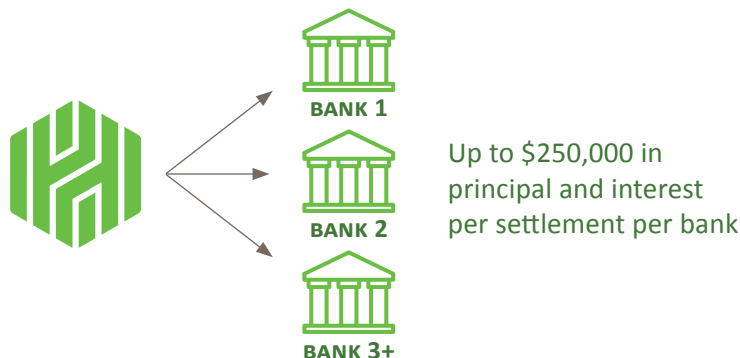 BANK 1
BANK 2
BANK 3+
Up to $250,000 in
principal and interest
per settlement per bank